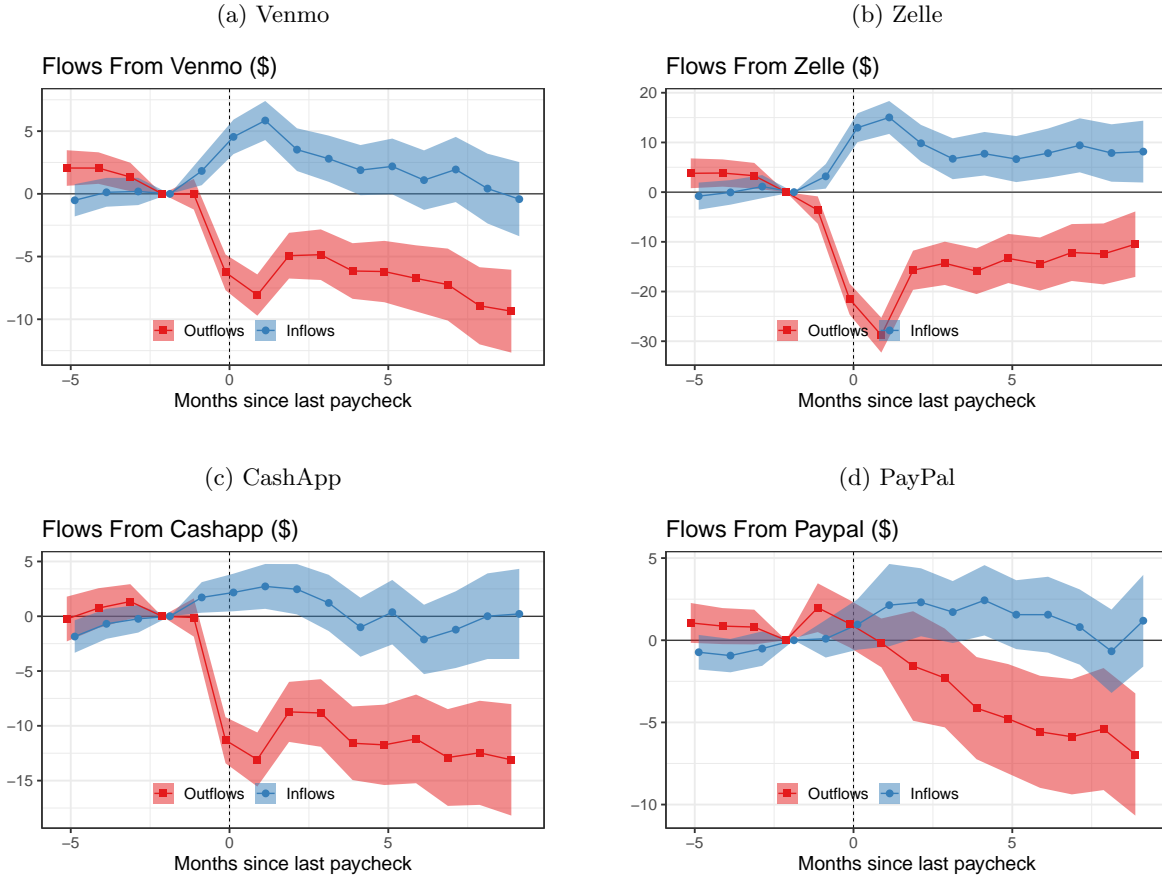 (a) Venmo
Flows From Venmo ($)
5
0
−5
−10
Outflows Inflows
−5 0 5
Months since last paycheck
(b) Zelle
Flows From Zelle ($)
20
10
0
−10
−20
−30
Outflows Inflows
−5 0 5
Months since last paycheck
(c) CashApp
Flows From Cashapp ($)
5
0
−5
−10
−15
Outflows Inflows
−5 0 5
Months since last paycheck
(d) PayPal
Flows From Paypal ($)
5
0
−5
−10
Outflows Inflows
−5 0 5
Months since last paycheck